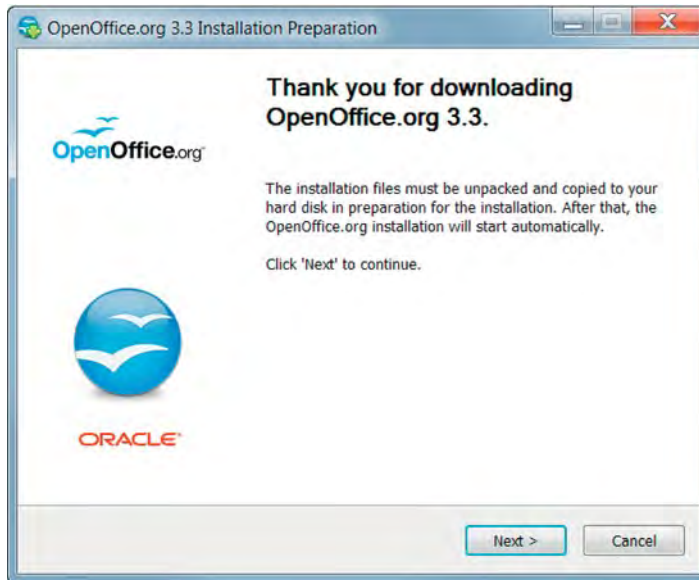 OpenOffice.org 3.3 Installation Preparation
OpenOffice.org
Thank you for downloading
OpenOffice.org 3.3.
The installation files must be unpacked and copied to your
hard disk in preparation for the installation. After that, the
OpenOffice.org installation will start automatically.
Click 'Next' to continue.
ORACLE
Next >
Cancel